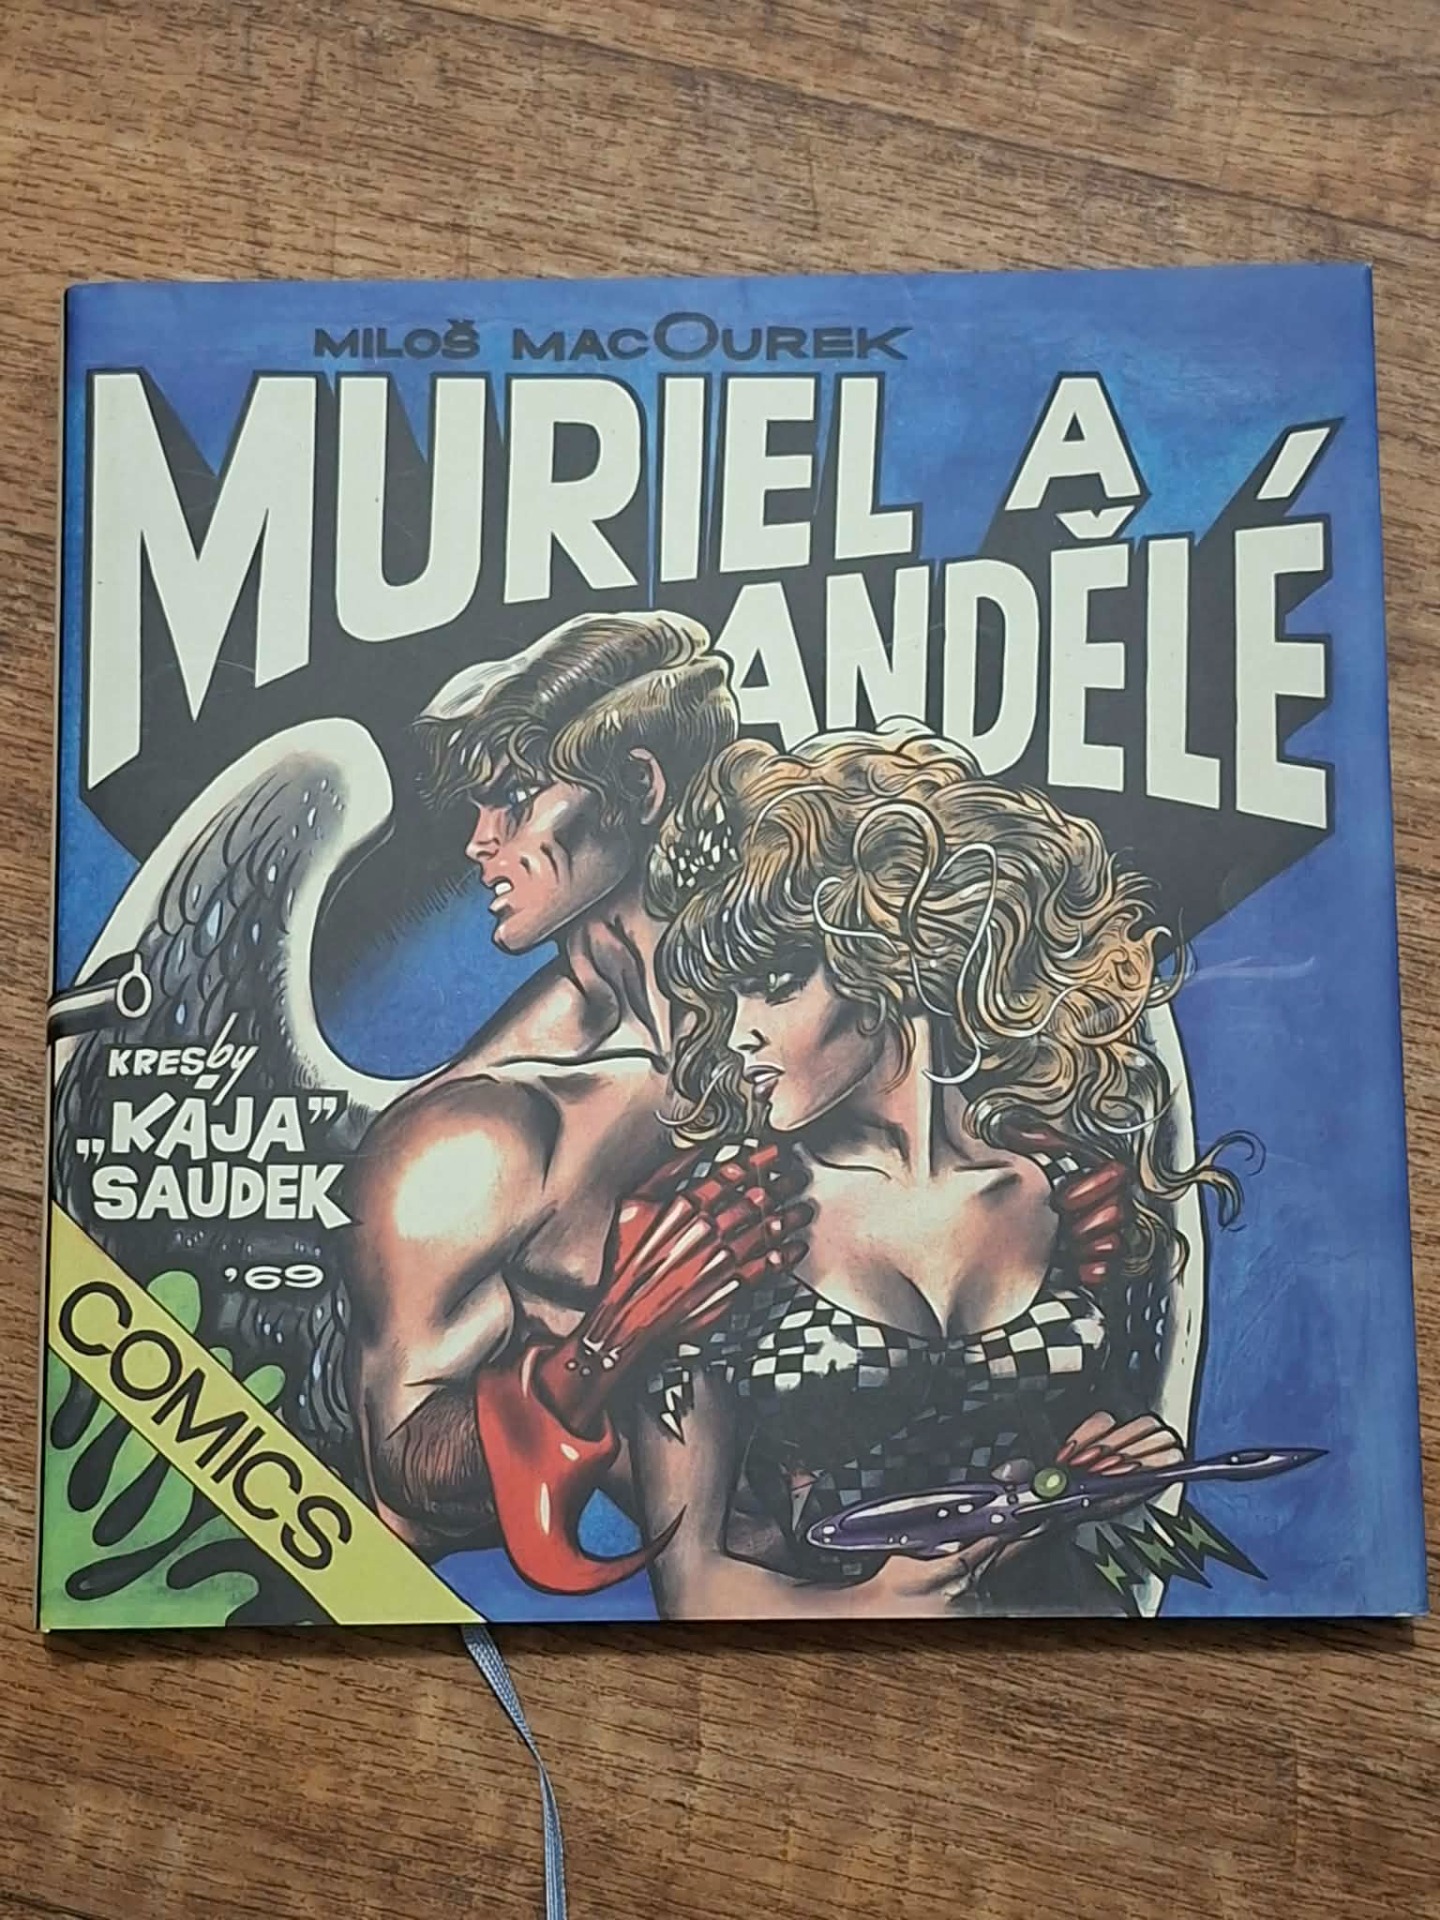 MILOŠ MACOUREK
MURIEL A
ANDĚLÉ
KRESby
„KÁJA”
SAUDEK
’69
COMICS